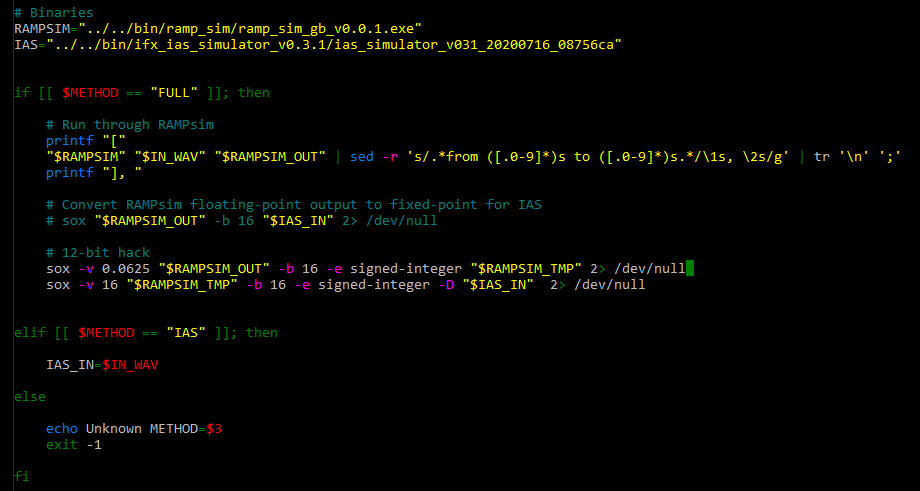 # Binaries
RAMPSIM="../../bin/ramp_sim/ramp_sim_gb_v0.0.1.exe"
IAS="../../bin/ifx_ias_simulator_v0.3.1/ias_simulator_v031_20200716_08756ca"
if [[ $METHOD == "FULL" ]]; then
# Run through RAMPsim
printf "["
"$RAMPSIM" "$IN_WAV" "$RAMPSIM_OUT" | sed -r 's/.*from ([.0-9]*)s to ([.0-9]*)s.*/\1s, \2s/g' | tr '\n' ';'
printf "], "
# Convert RAMPsim floating-point output to fixed-point for IAS
# sox "$RAMPSIM_OUT" -b 16 "$IAS_IN" 2> /dev/null
# 12-bit hack
sox -v 0.0625 "$RAMPSIM_OUT" -b 16 -e signed-integer "$RAMPSIM_TMP" 2> /dev/null
sox -v 16 "$RAMPSIM_TMP" -b 16 -e signed-integer -D "$IAS_IN"  2> /dev/null
elif [[ $METHOD == "IAS" ]]; then
IAS_IN=$IN_WAV
else
echo Unknown METHOD=$3
exit -1
fi